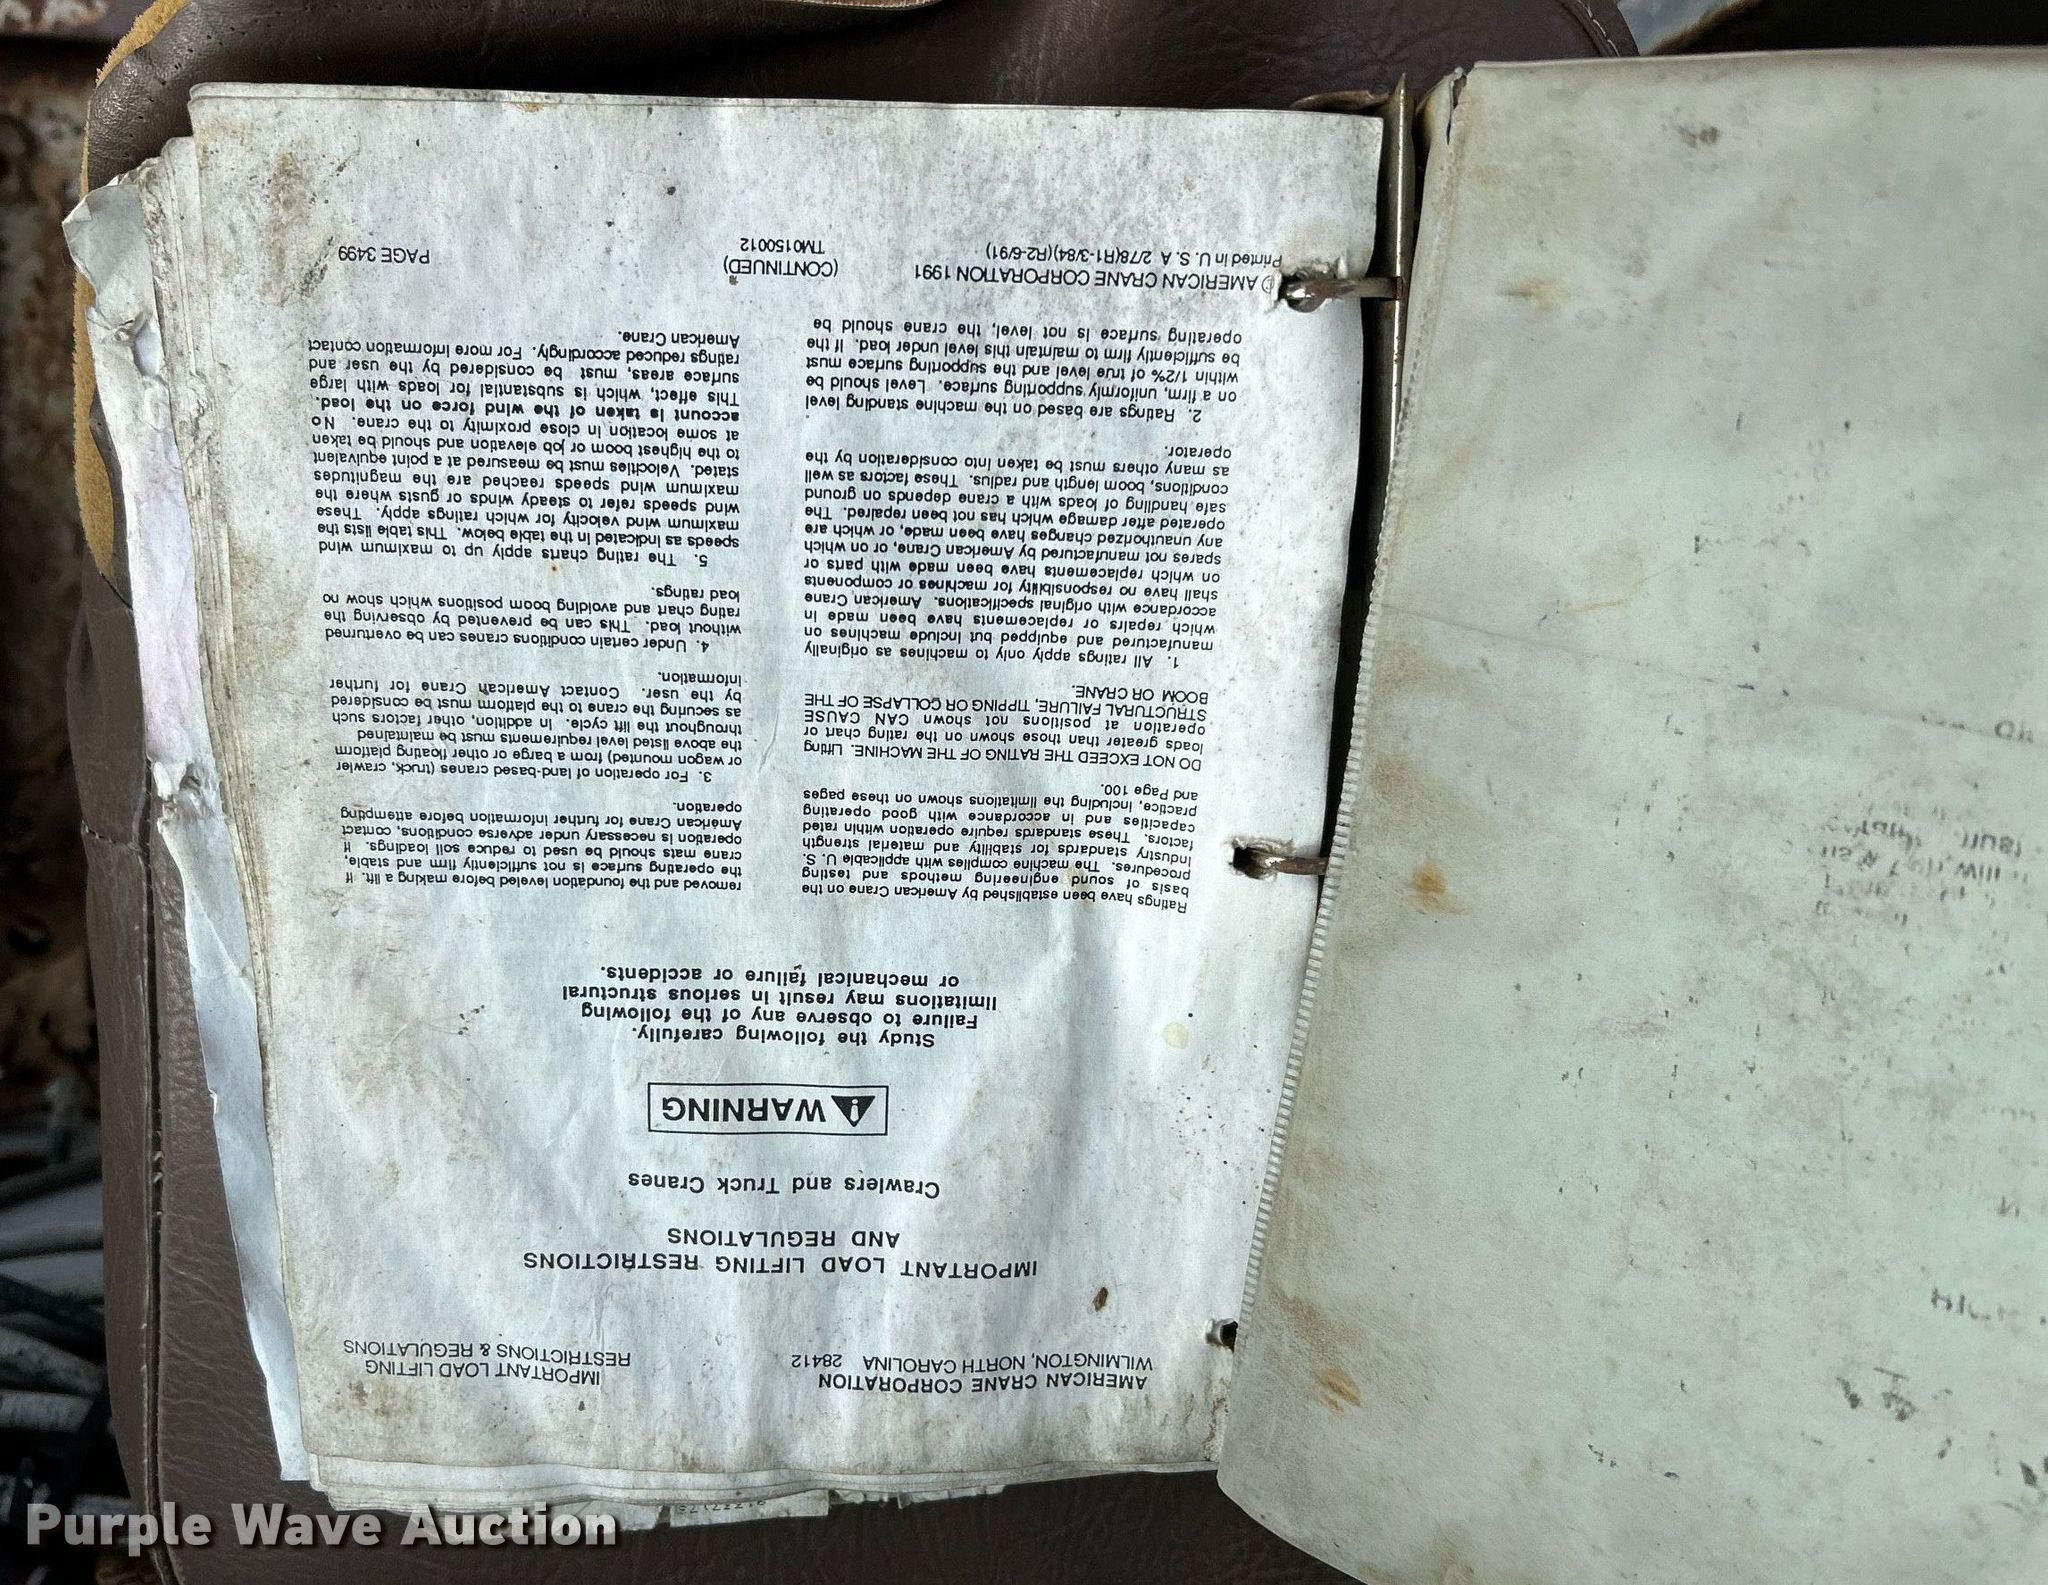 AMERICAN CRANE CORPORATION
WILMINGTON, NORTH CAROLINA 28412
IMPORTANT LOAD LIFTING
RESTRICTIONS & REGULATIONS
IMPORTANT LOAD LIFTING RESTRICTIONS
AND REGULATIONS
Crawlers and Truck Cranes
WARNING
Study the following carefully.
Failure to observe any of the following
limitations may result in serious structural
or mechanical failure or accidents.
Ratings have been established by American Crane on the
basis of sound engineering methods and testing
procedures. The machine complies with applicable U. S.
industry standards for stability and material strength
factors. These standards require operation within rated
capacities and in accordance with good operating
practice, including the limitations shown on these pages
and Page 100.
DO NOT EXCEED THE RATING OF THE MACHINE. Lifting
loads greater than those shown on the rating chart or
operation at positions not shown CAN CAUSE
STRUCTURAL FAILURE, TIPPING OR COLLAPSE OF THE
BOOM OR CRANE.
1. All ratings apply only to machines as originally
manufactured and equipped but include machines on
which repairs or replacements have been made in
accordance with original specifications. American Crane
shall have no responsibility for machines or components
on which replacements have been made with parts or
spares not manufactured by American Crane, or on which
any unauthorized changes have been made, or which are
operated after damage which has not been repaired. The
safe handling of loads with a crane depends on ground
conditions, boom length and radius. These factors as well
as many others must be taken into consideration by the
operator.
2. Ratings are based on the machine standing level
on a firm, uniformly supporting surface. Level should be
within 1/2% of true level and the supporting surface must
be sufficiently firm to maintain this level under load. If the
operating surface is not level, the crane should be
removed and the foundation leveled before making a lift. If
the operating surface is not sufficiently firm and stable,
crane mats should be used to reduce soil loadings. If
operation is necessary under adverse conditions, contact
American Crane for further information before attempting
operation.
3. For operation of land-based cranes (truck, crawler
or wagon mounted) from a barge or other floating platform
the above listed level requirements must be maintained
throughout the lift cycle. In addition, other factors such
as securing the crane to the platform must be considered
by the user. Contact American Crane for further
information.
4. Under certain conditions cranes can be overturned
without load. This can be prevented by observing the
rating chart and avoiding boom positions which show no
load ratings.
5. The rating charts apply up to maximum wind
speeds as indicated in the table below. This table lists the
maximum wind velocity for which ratings apply. These
wind speeds refer to steady winds or gusts where the
maximum wind speeds reached are the magnitudes
stated. Velocities must be measured at a point equivalent
to the highest boom or job elevation and should be taken
at some location in close proximity to the crane. No
account is taken of the wind force on the load.
This effect, which is substantial for loads with large
surface areas, must be considered by the user and
ratings reduced accordingly. For more information contact
American Crane.
© AMERICAN CRANE CORPORATION 1991
Printed in U. S. A 2/78(R1-3/84)(R2-6/91)
(CONTINUED)
TM0150012
PAGE 3499
Purple Wave Auction